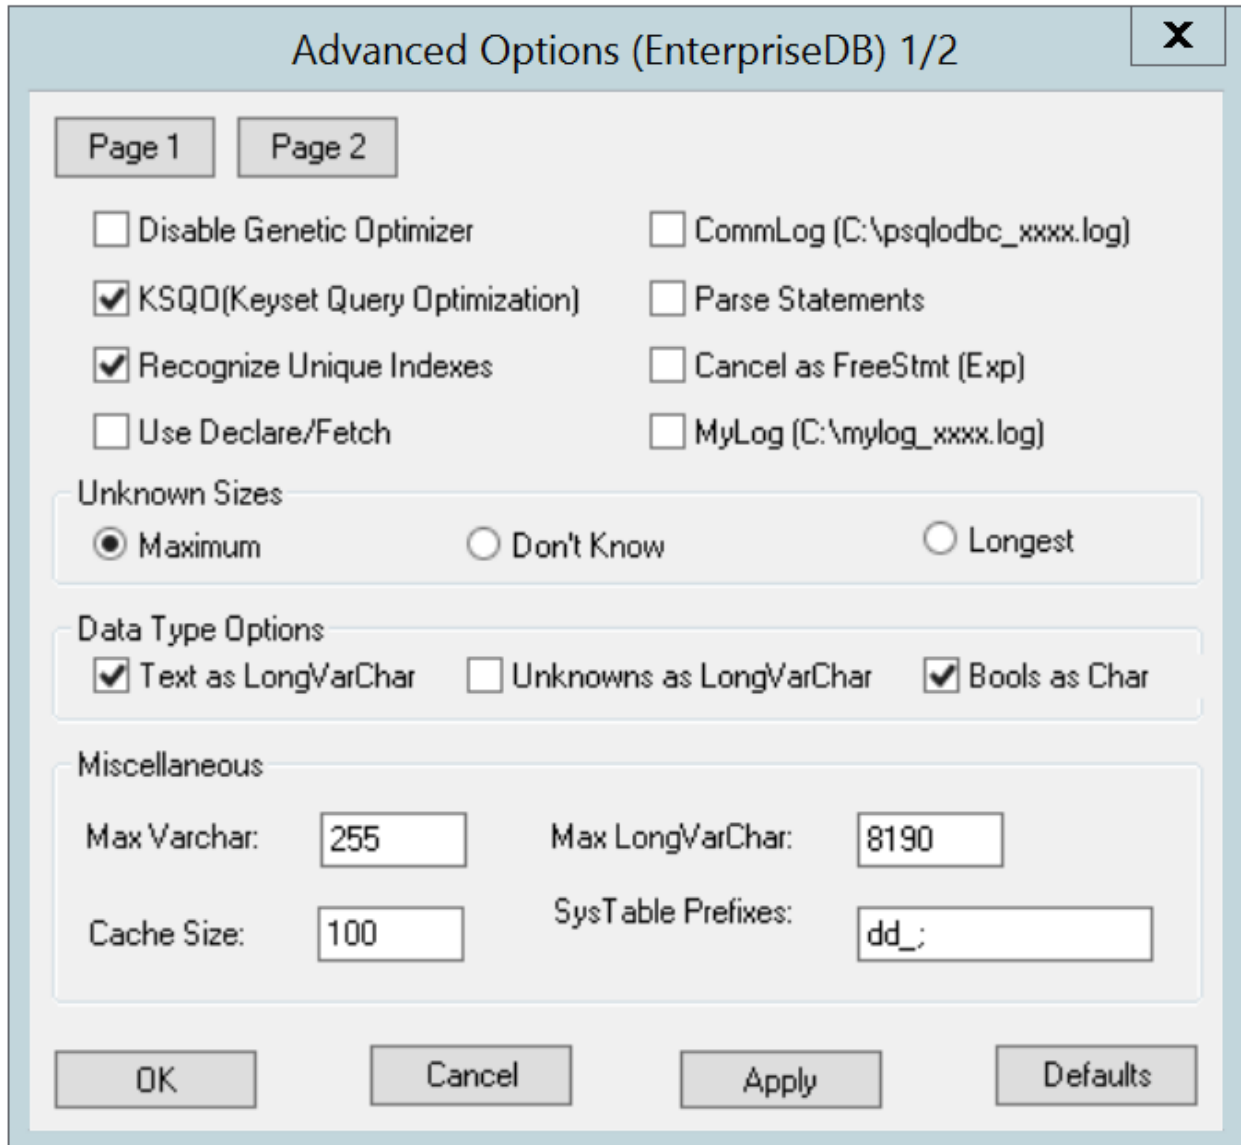 Advanced Options (EnterpriseDB) 1/2
X
Page 1 Page 2
Disable Genetic Optimizer CommLog (C:\psqlodbc_xxxx.log)
KSQO(Keyset Query Optimization) Parse Statements
Recognize Unique Indexes Cancel as FreeStmt (Exp)
Use Declare/Fetch MyLog (C:\mylog_xxxx.log)
Unknown Sizes
Maximum Don't Know Longest
Data Type Options
Text as LongVarChar Unknowns as LongVarChar Bools as Char
Miscellaneous
Max Varchar: 255 Max LongVarChar: 8190
Cache Size: 100 SysTable Prefixes: dd_;
OK Cancel Apply Defaults